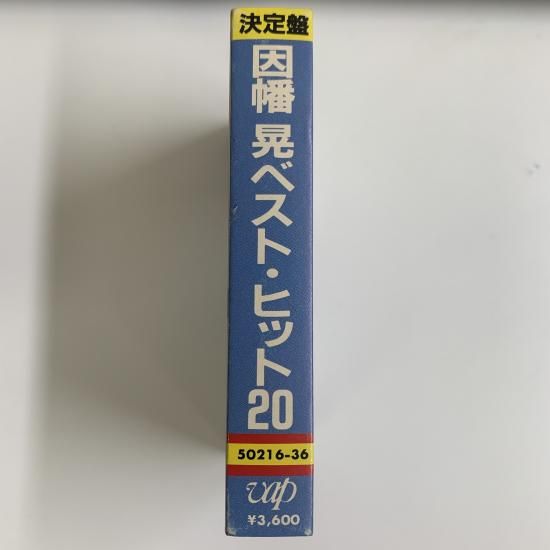 決定盤
因幡 晃ベスト・ヒット20
50216-36
vap
¥3,600